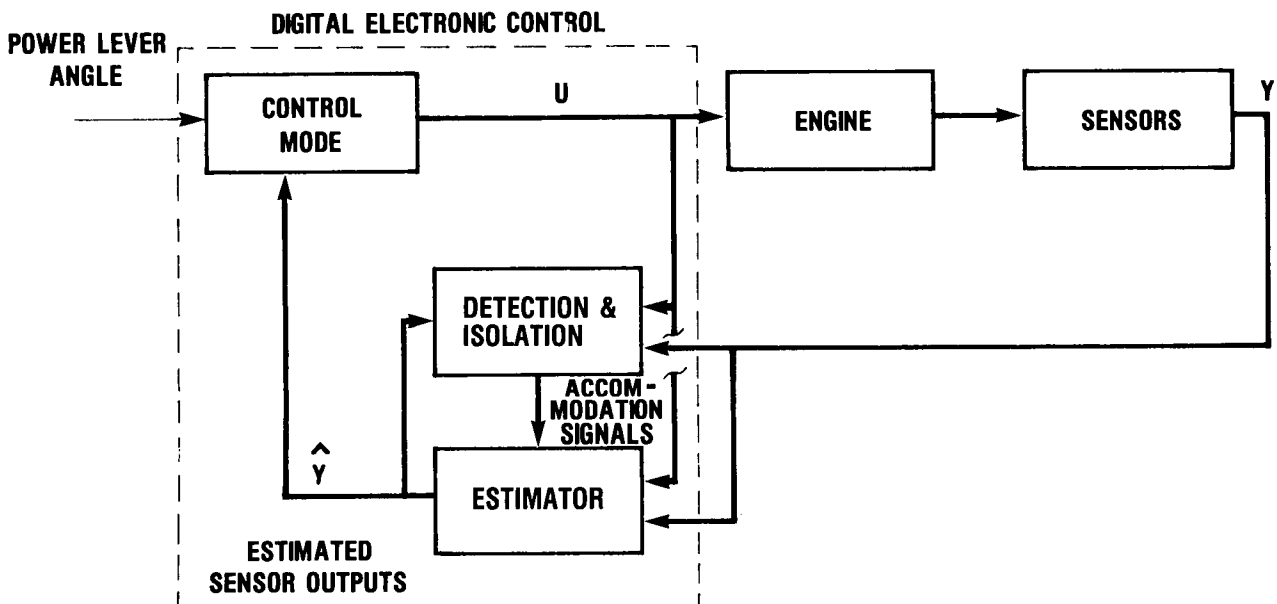 DIGITAL ELECTRONIC CONTROL
POWER LEVER
ANGLE
CONTROL
MODE
U
ENGINE
SENSORS
Y
DETECTION &
ISOLATION
ACCOM-
MODATION
SIGNALS
Ŷ
ESTIMATOR
ESTIMATED
SENSOR OUTPUTS